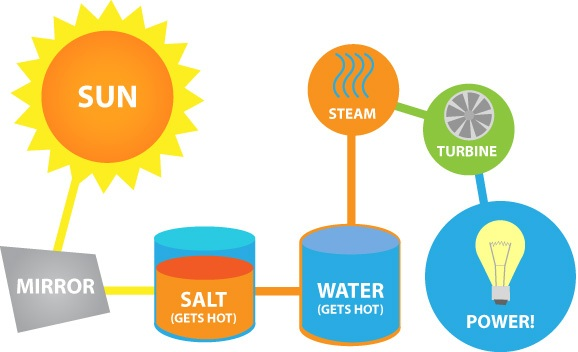 SUN
MIRROR
SALT
(GETS HOT)
WATER
(GETS HOT)
STEAM
TURBINE
POWER!